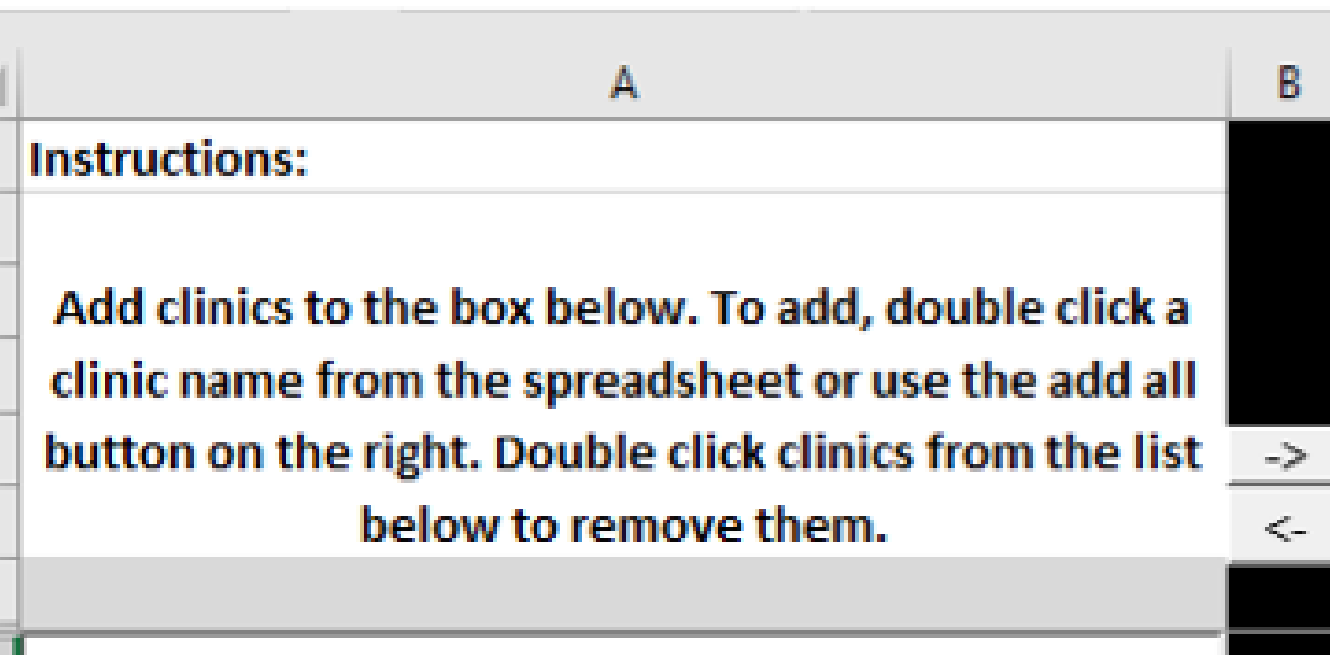 A B
Instructions:
Add clinics to the box below. To add, double click a
clinic name from the spreadsheet or use the add all
button on the right. Double click clinics from the list
->
below to remove them.
<-